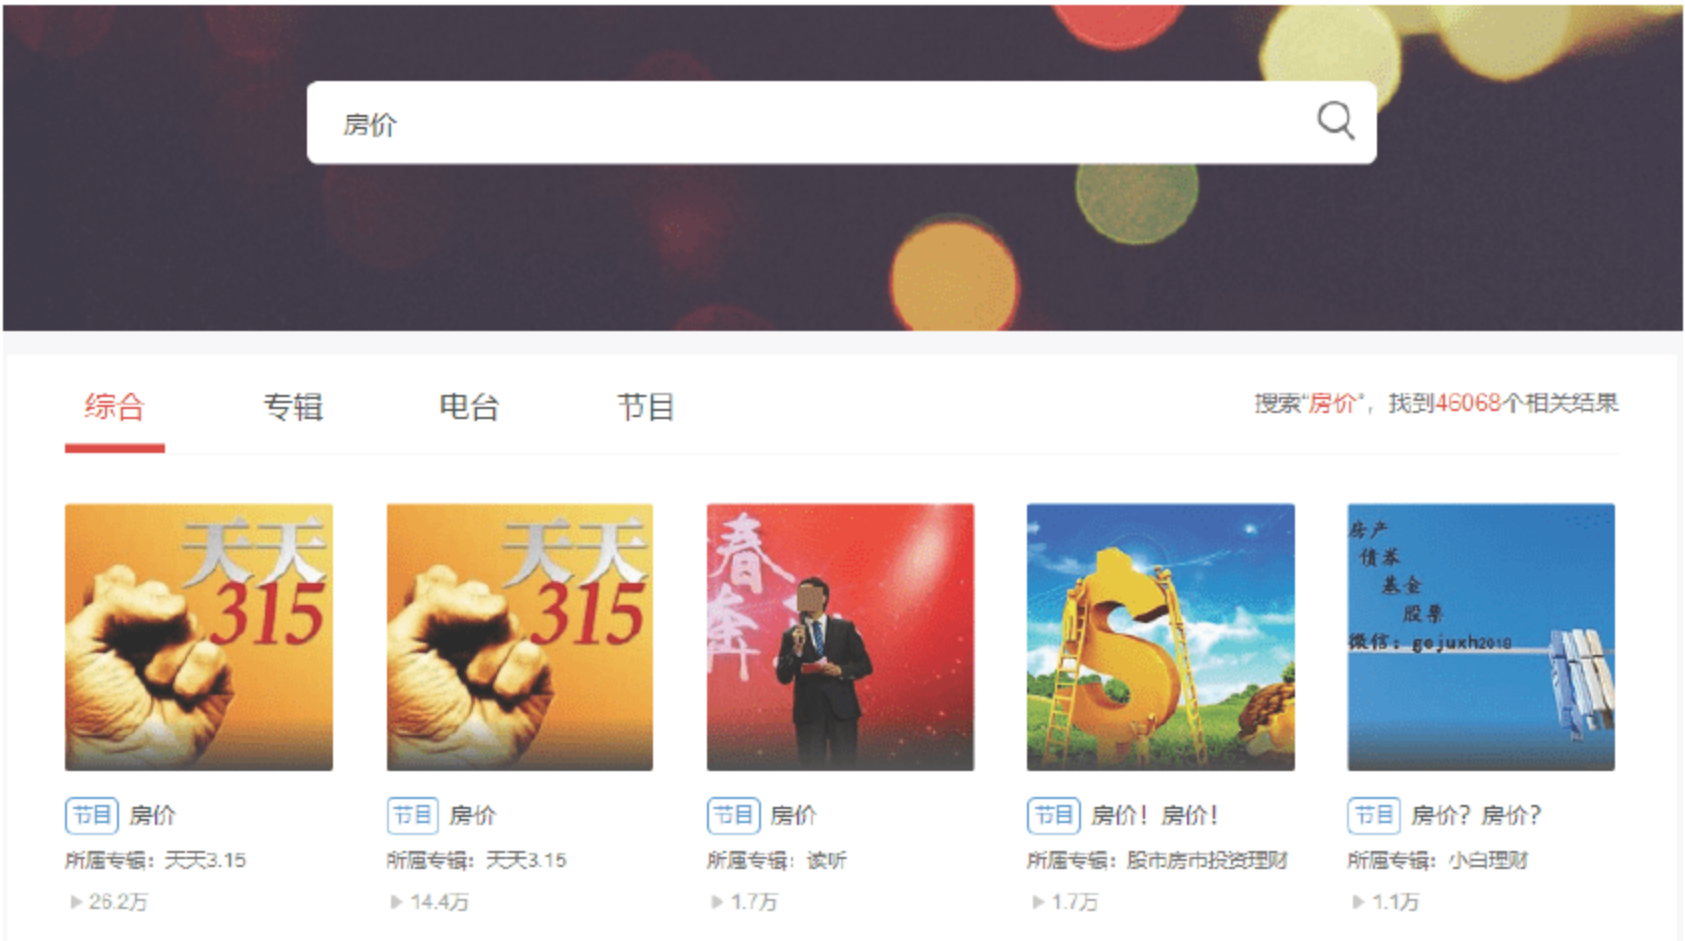 房价
综合 专辑 电台 节目 搜索“房价”，找到46068个相关结果
天天
315
天天
315
春
奔
房产
债券
基金
股票
微信：gojuxh2018
节目 房价
所属专辑：天天3.15
26.2万
节目 房价
所属专辑：天天3.15
14.4万
节目 房价
所属专辑：读听
1.7万
节目 房价！房价！
所属专辑：股市房市投资理财
1.7万
节目 房价？房价？
所属专辑：小白理财
1.1万